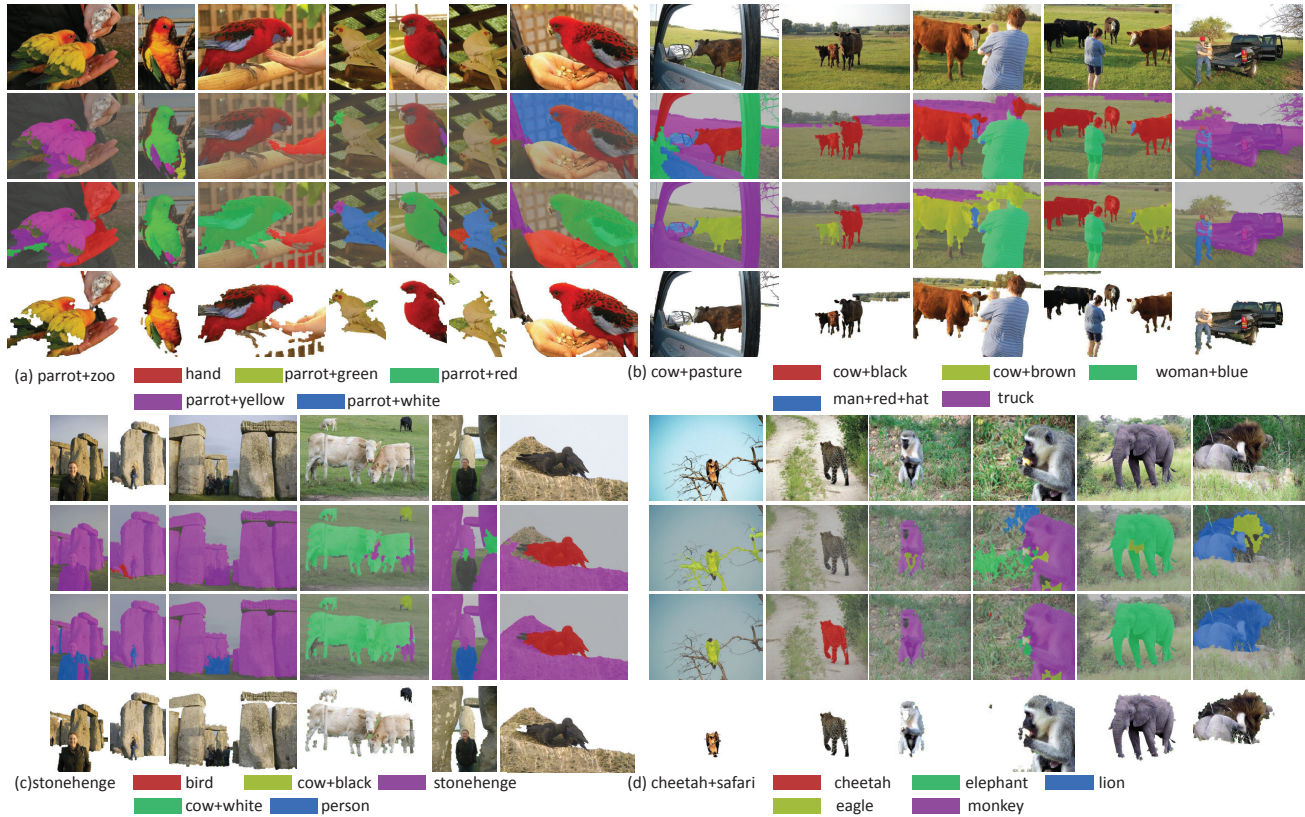 (a) parrot+zoo hand parrot+green parrot+red
parrot+yellow parrot+white
(b) cow+pasture cow+black cow+brown woman+blue
man+red+hat truck
(c)stonehenge bird cow+black stonehenge
cow+white person
(d) cheetah+safari cheetah elephant lion
eagle monkey